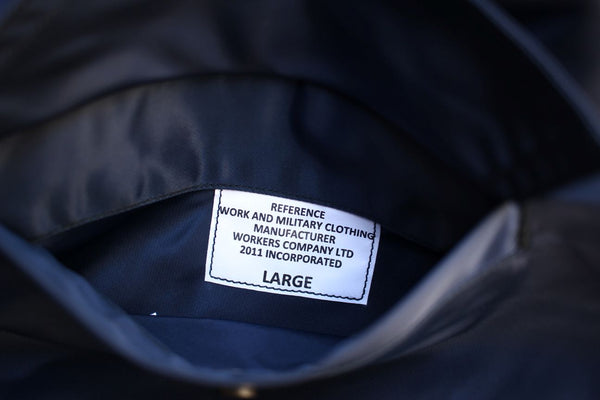 REFERENCE
WORK AND MILITARY CLOTHING
MANUFACTURER
WORKERS COMPANY LTD
2011 INCORPORATED
LARGE